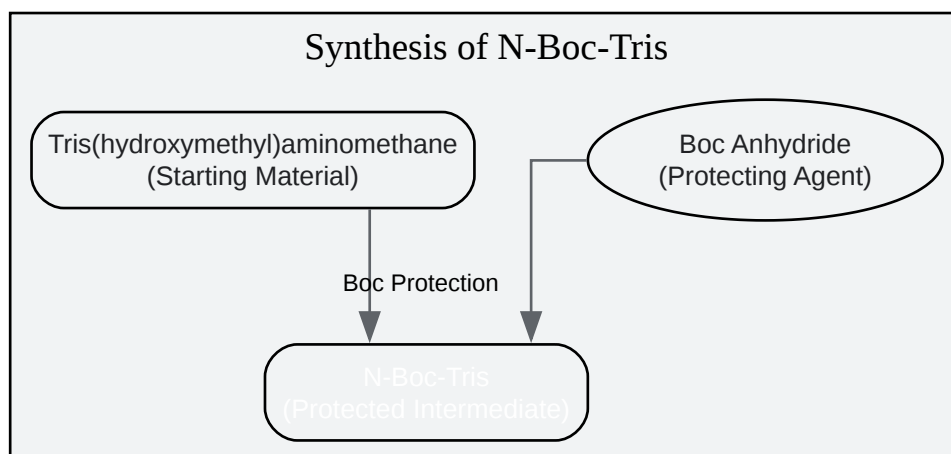 Synthesis of N-Boc-Tris
Tris(hydroxymethyl)aminomethane
(Starting Material)
Boc Anhydride
(Protecting Agent)
Boc Protection
N-Boc-Tris
(Protected Intermediate)